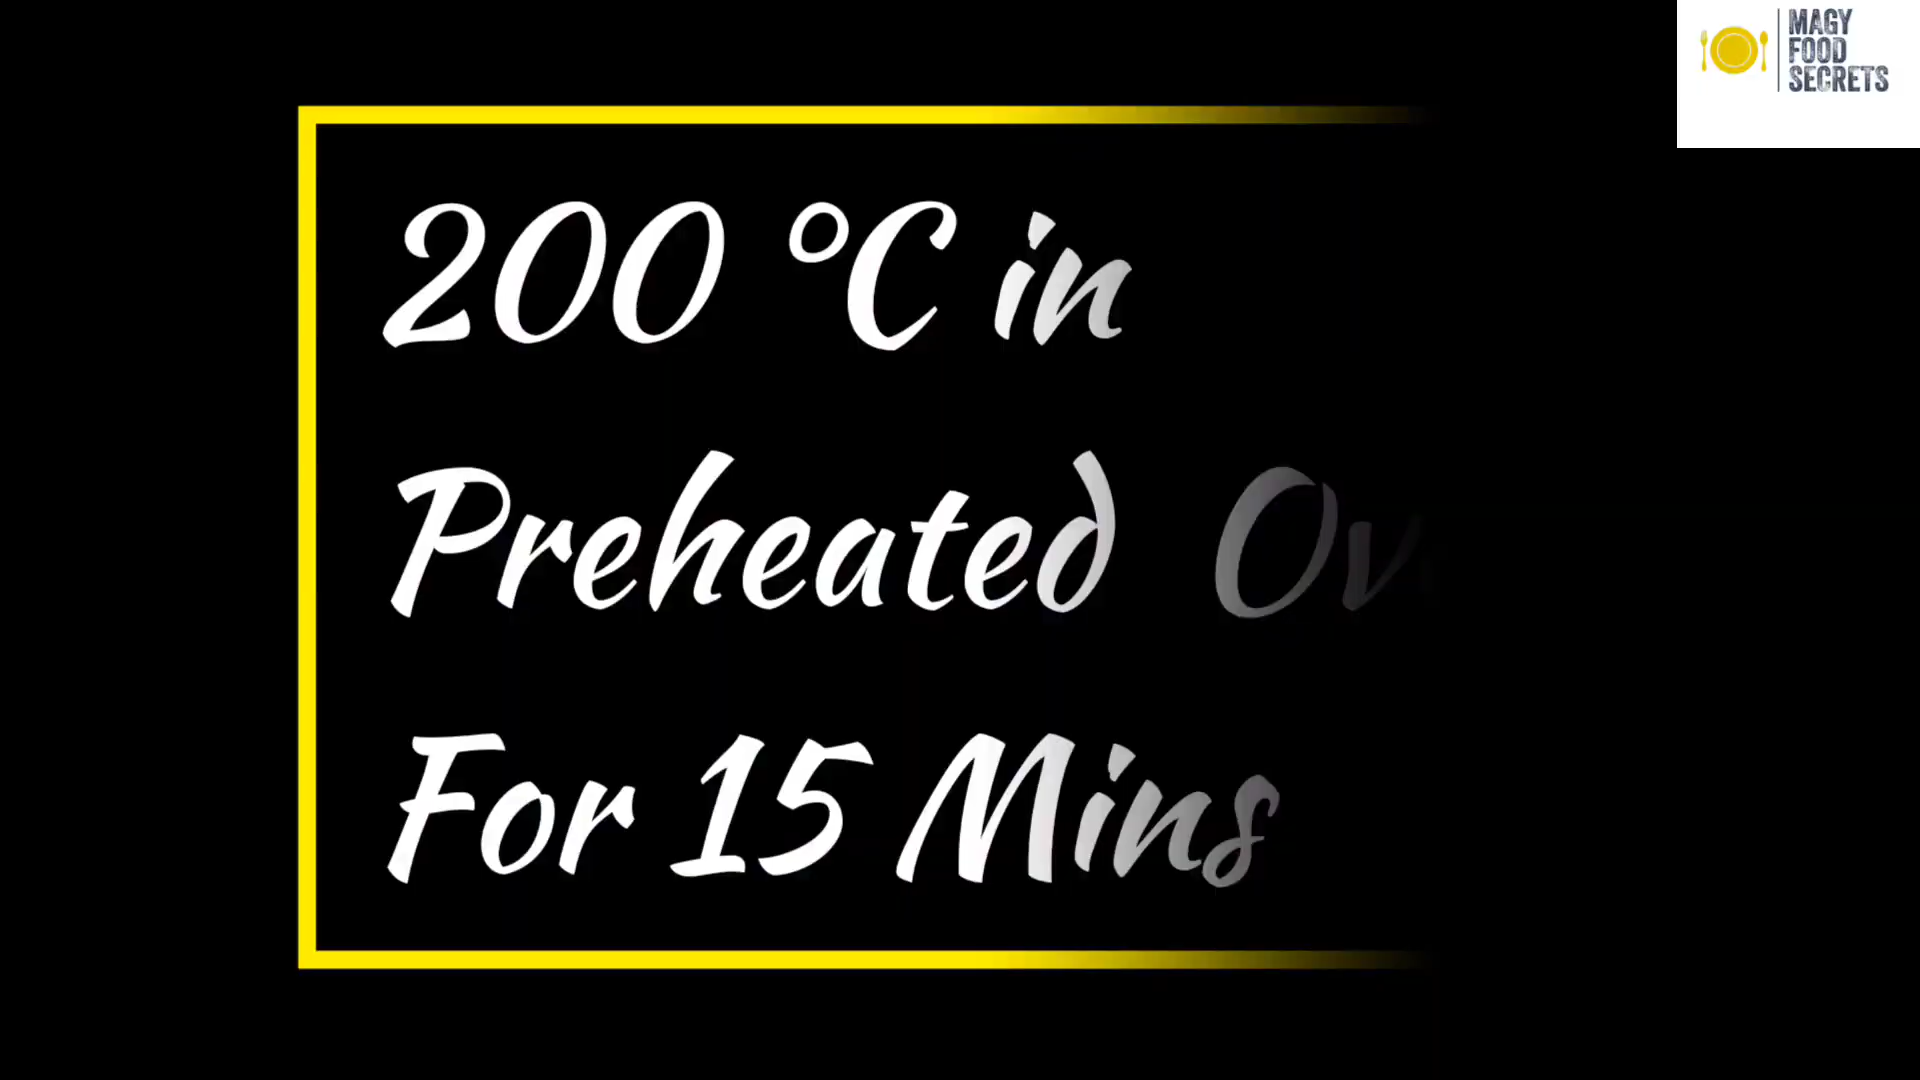 MAGY
FOOD
SECRETS
200 °C in
Preheated
For 15 Mins